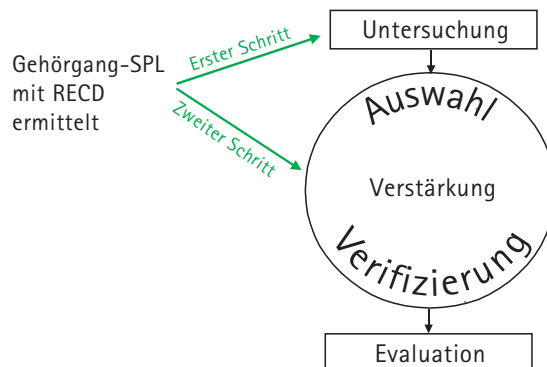 Untersuchung
Erster Schritt
Gehörgang-SPL
mit RECD
ermittelt
Zweiter Schritt
Auswahl
Verstärkung
Verifizierung
Evaluation